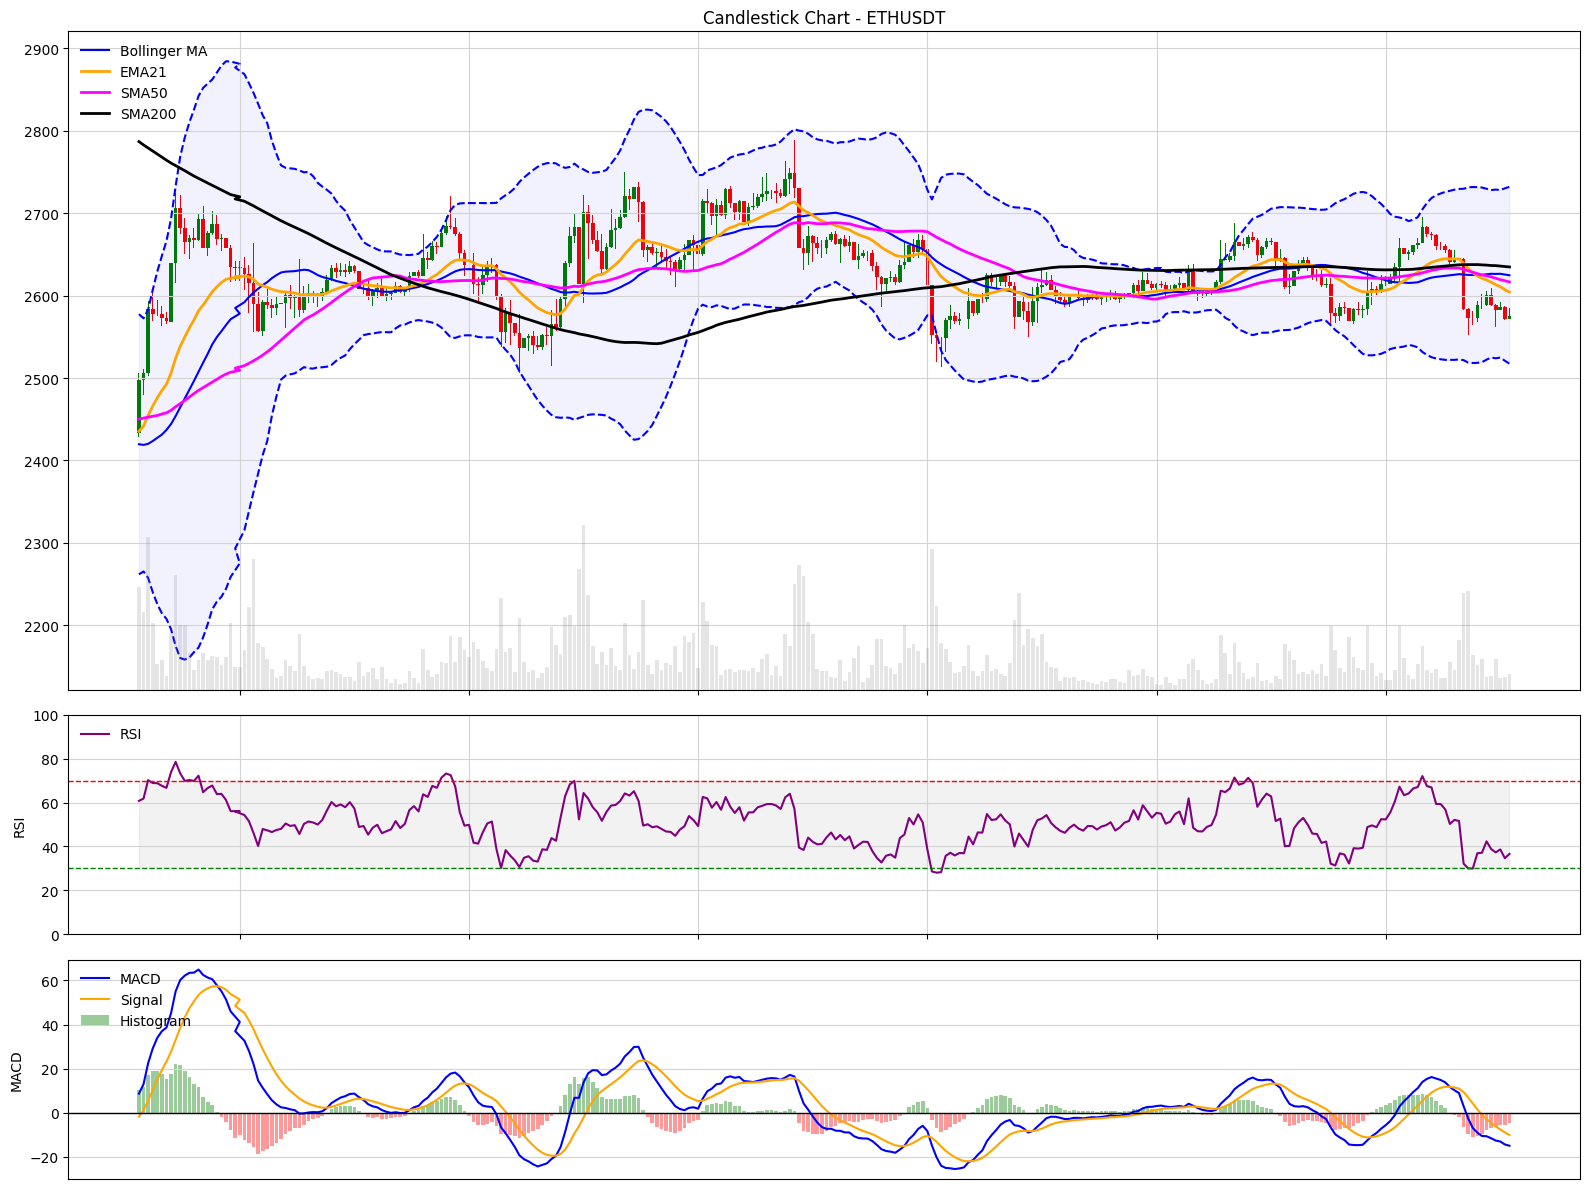 Candlestick Chart - ETHUSDT
2900
2800
2700
2600
2500
2400
2300
2200
Bollinger MA
EMA21
SMA50
SMA200
100
80
60
40
20
0
RSI
RSI
60
40
20
0
−20
MACD
MACD
Signal
Histogram